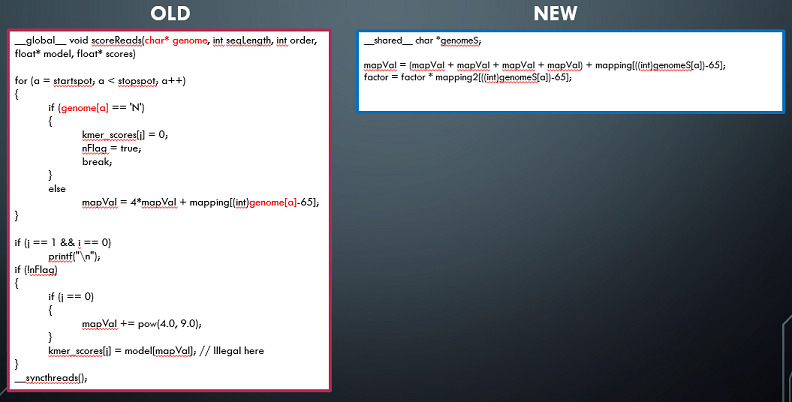 OLD
__global__ void scoreReads(char* genome, int seqLength, int order,
float* model, float* scores)
for (a = startspot; a < stopspot; a++)
{
if (genome[a] == 'N')
{
kmer_scores[j] = 0;
nFlag = true;
break;
}
else
mapVal = 4*mapVal + mapping[(int)genome[a]-65];
}
if (j == 1 && i == 0)
printf("\n");
if (!nFlag)
{
if (j == 0)
{
mapVal += pow(4.0, 9.0);
}
kmer_scores[j] = model[mapVal]; // Illegal here
}
__syncthreads();
NEW
__shared__ char *genomeS;
mapVal = (mapVal + mapVal + mapVal + mapVal) + mapping[((int)genomeS[a])-65];
factor = factor * mapping2[((int)genomeS[a])-65];